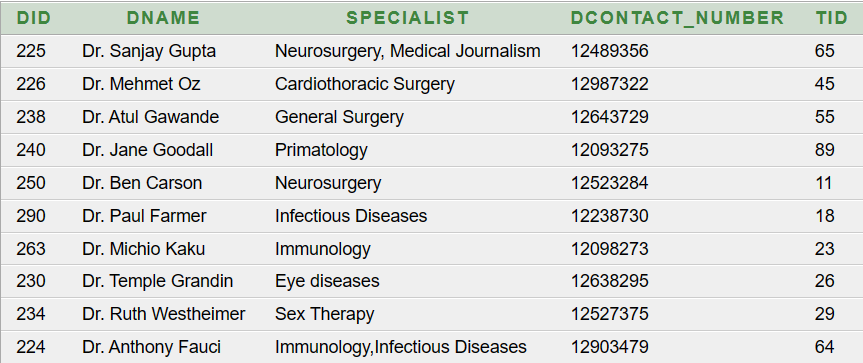 DID DNAME SPECIALIST DCONTACT_NUMBER TID
225 Dr. Sanjay Gupta Neurosurgery, Medical Journalism 12489356 65
226 Dr. Mehmet Oz Cardiothoracic Surgery 12987322 45
238 Dr. Atul Gawande General Surgery 12643729 55
240 Dr. Jane Goodall Primatology 12093275 89
250 Dr. Ben Carson Neurosurgery 12523284 11
290 Dr. Paul Farmer Infectious Diseases 12238730 18
263 Dr. Michio Kaku Immunology 12098273 23
230 Dr. Temple Grandin Eye diseases 12638295 26
234 Dr. Ruth Westheimer Sex Therapy 12527375 29
224 Dr. Anthony Fauci Immunology,Infectious Diseases 12903479 64